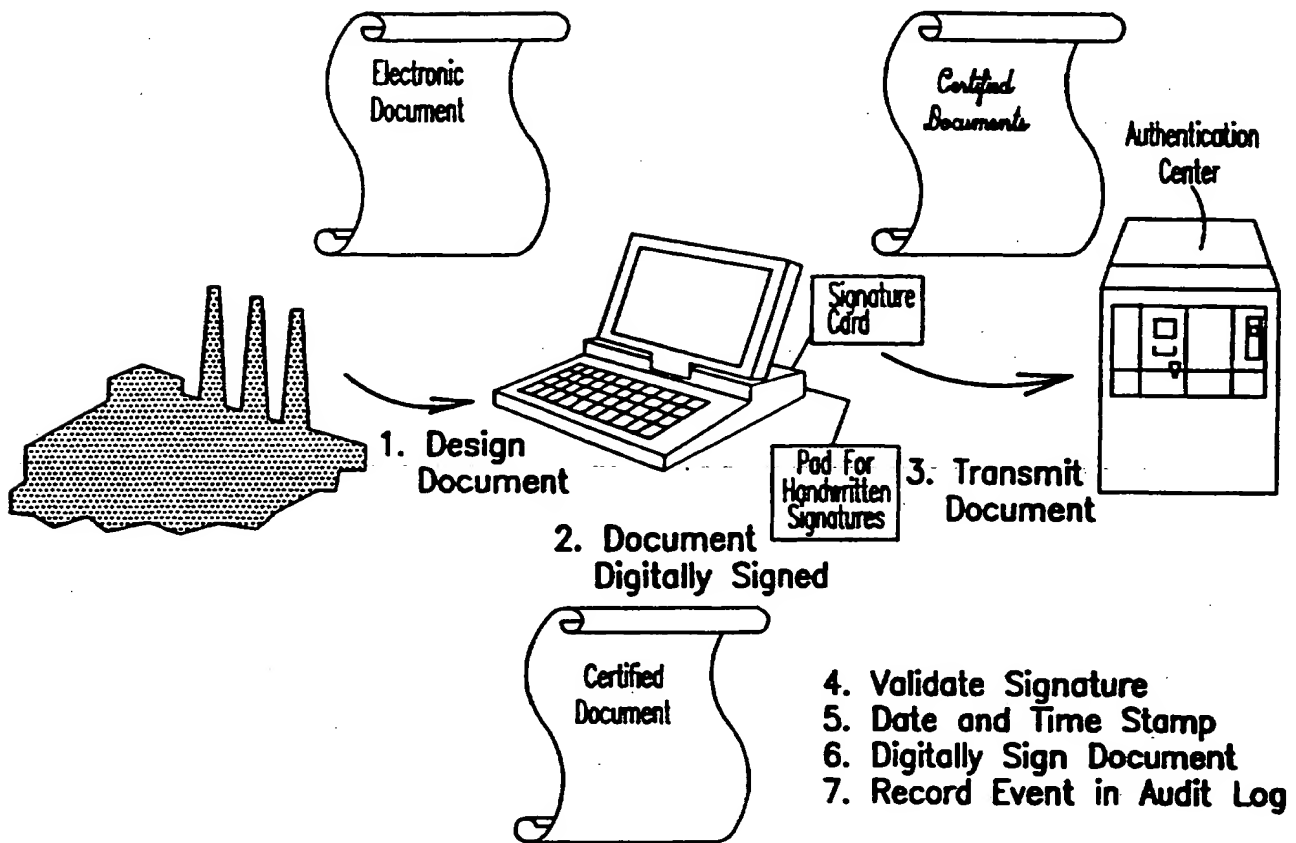 Electronic
Document
Certified
Documents
Authentication
Center
Signature
Card
1. Design
Document
Pad For
Handwritten
Signatures
3. Transmit
Document
2. Document
Digitally Signed
Certified
Document
4. Validate Signature
5. Date and Time Stamp
6. Digitally Sign Document
7. Record Event in Audit Log